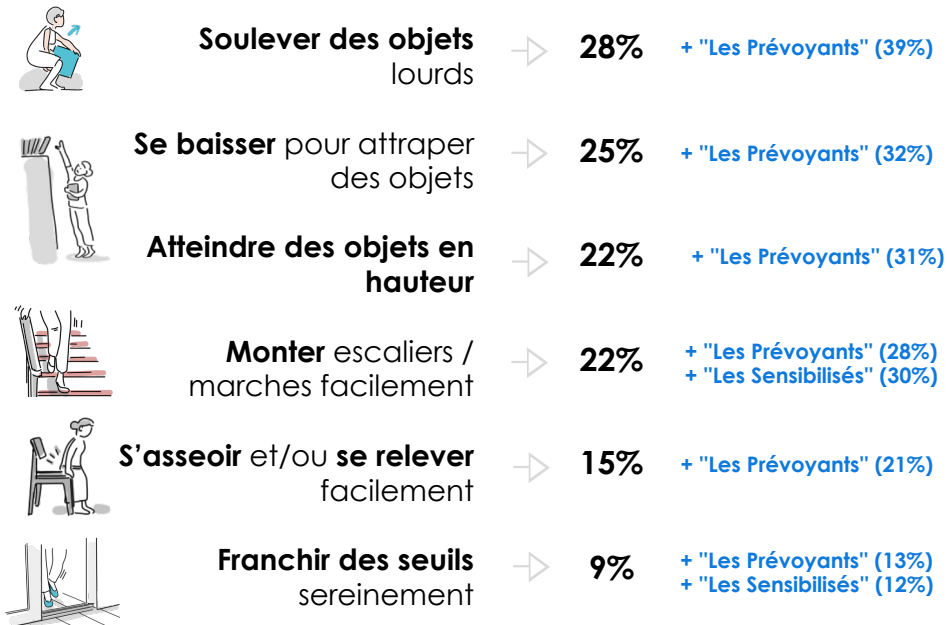 Soulever des objets
lourds
28%
+ "Les Prévoyants" (39%)
Se baisser pour attraper
des objets
25%
+ "Les Prévoyants" (32%)
Atteindre des objets en
hauteur
22%
+ "Les Prévoyants" (31%)
Monter escaliers /
marches facilement
22%
+ "Les Prévoyants" (28%)
+ "Les Sensibilisés" (30%)
S’asseoir et/ou se relever
facilement
15%
+ "Les Prévoyants" (21%)
Franchir des seuils
sereinement
9%
+ "Les Prévoyants" (13%)
+ "Les Sensibilisés" (12%)